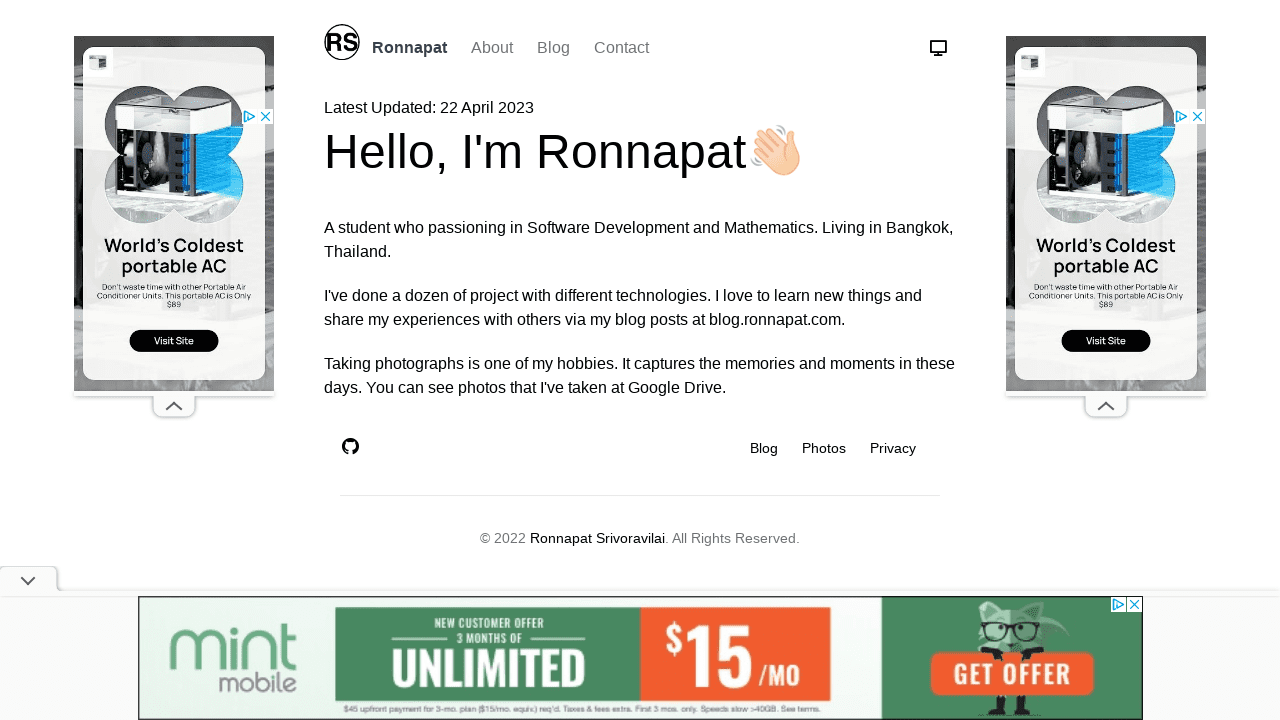 RS
Ronnapat About Blog Contact
Latest Updated: 22 April 2023
Hello, I'm Ronnapat👋🏻
A student who passioning in Software Development and Mathematics. Living in Bangkok,
Thailand.
I've done a dozen of project with different technologies. I love to learn new things and
share my experiences with others via my blog posts at blog.ronnapat.com.
Taking photographs is one of my hobbies. It captures the memories and moments in these
days. You can see photos that I've taken at Google Drive.
Blog Photos Privacy
© 2022 Ronnapat Srivoravilai. All Rights Reserved.
World's Coldest
portable AC
Don't waste time with other Portable Air
Conditioner Units. This portable AC is Only
$89
Visit Site
World's Coldest
portable AC
Don't waste time with other Portable Air
Conditioner Units. This portable AC is Only
$89
Visit Site
mint
mobile
NEW CUSTOMER OFFER
3 MONTHS OF
UNLIMITED
$15/MO
GET OFFER
$45 upfront payment for 3-mo. plan ($15/mo. equiv.) req'd. Taxes & fees extra. First 3 mos. only. Speeds slow >40GB. See terms.